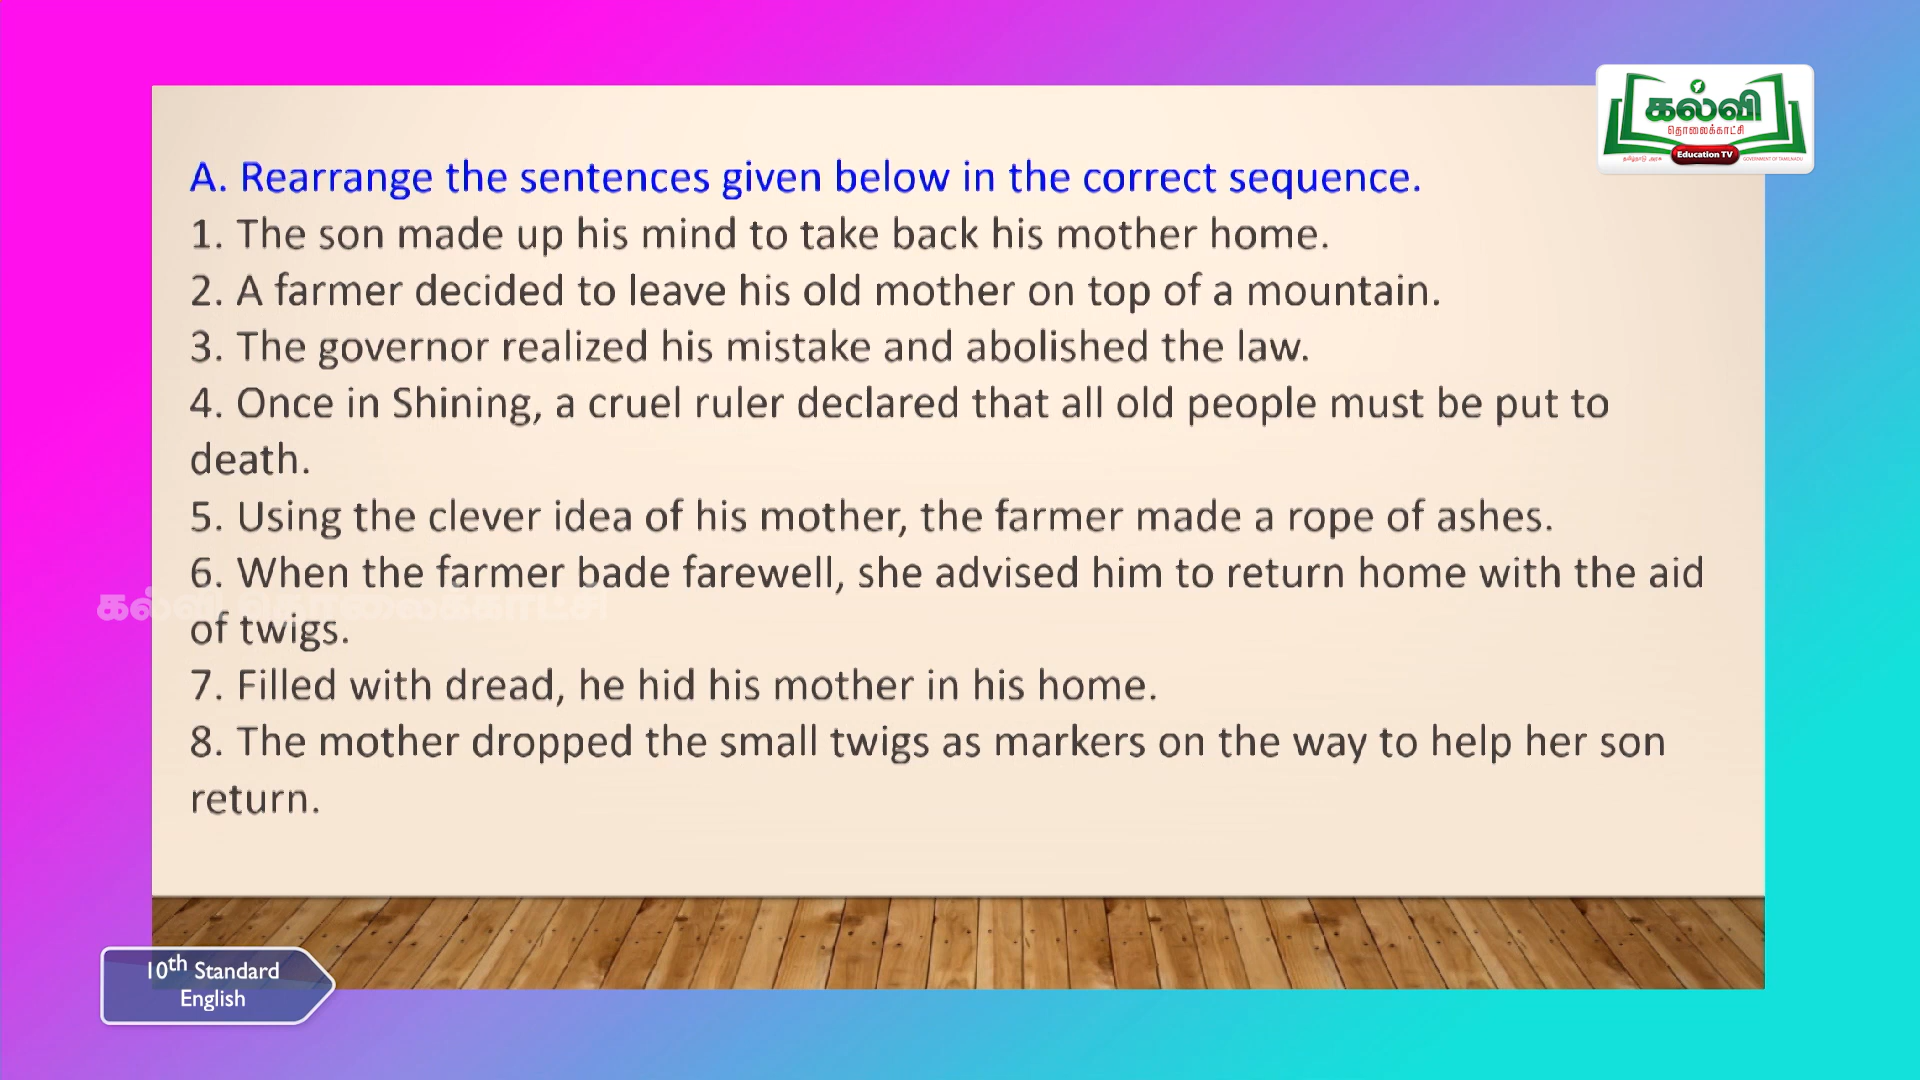 கல்வி
தொலைக்காட்சி
தமிழ்நாடு அரசு
Education TV
GOVERNMENT OF TAMILNADU
A. Rearrange the sentences given below in the correct sequence.
1. The son made up his mind to take back his mother home.
2. A farmer decided to leave his old mother on top of a mountain.
3. The governor realized his mistake and abolished the law.
4. Once in Shining, a cruel ruler declared that all old people must be put to
death.
5. Using the clever idea of his mother, the farmer made a rope of ashes.
6. When the farmer bade farewell, she advised him to return home with the aid
கல்வி தொலைக்காட்சி
of twigs.
7. Filled with dread, he hid his mother in his home.
8. The mother dropped the small twigs as markers on the way to help her son
return.
10th Standard
English